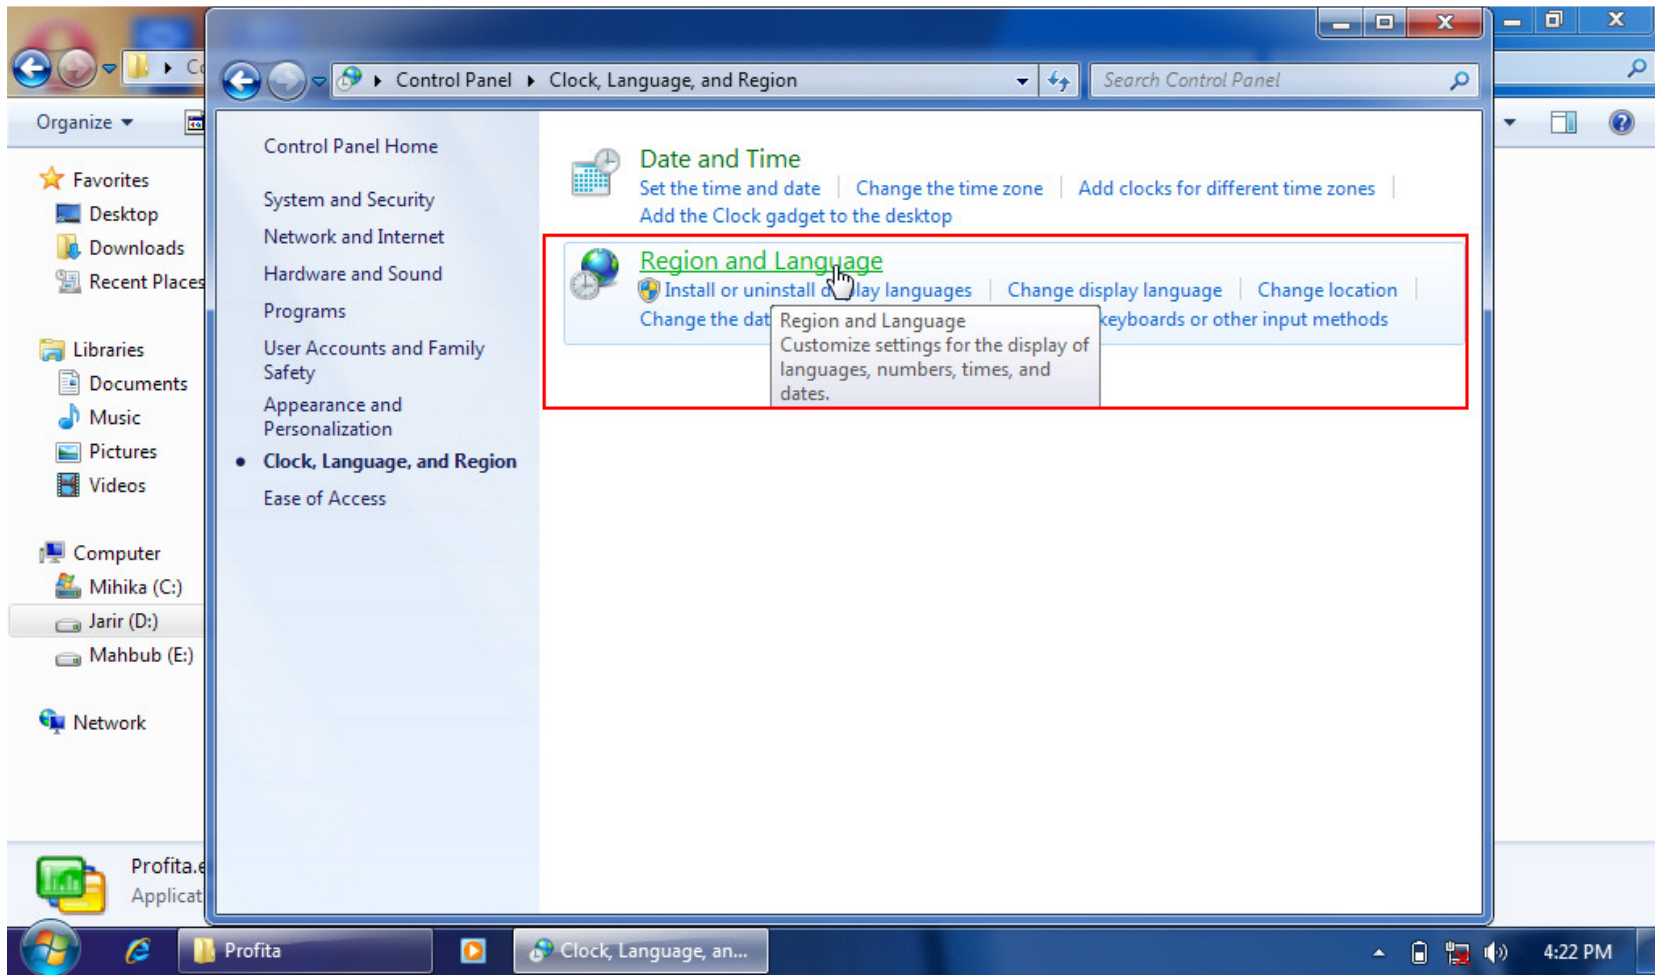 Control Panel
Clock, Language, and Region
Search Control Panel
Organize
Favorites
Desktop
Downloads
Recent Places
Libraries
Documents
Music
Pictures
Videos
Computer
Mihika (C:)
Jarir (D:)
Mahbub (E:)
Network
Control Panel Home
System and Security
Network and Internet
Hardware and Sound
Programs
User Accounts and Family
Safety
Appearance and
Personalization
Clock, Language, and Region
Ease of Access
Date and Time
Set the time and date
Change the time zone
Add clocks for different time zones
Add the Clock gadget to the desktop
Region and Language
Install or uninstall languages
Change display language
Change location
Change the
keyboards or other input methods
Region and Language
Customize settings for the display of
languages, numbers, times, and
dates.
Profita.e
Applicat
Profita
Clock, Language, an...
4:22 PM